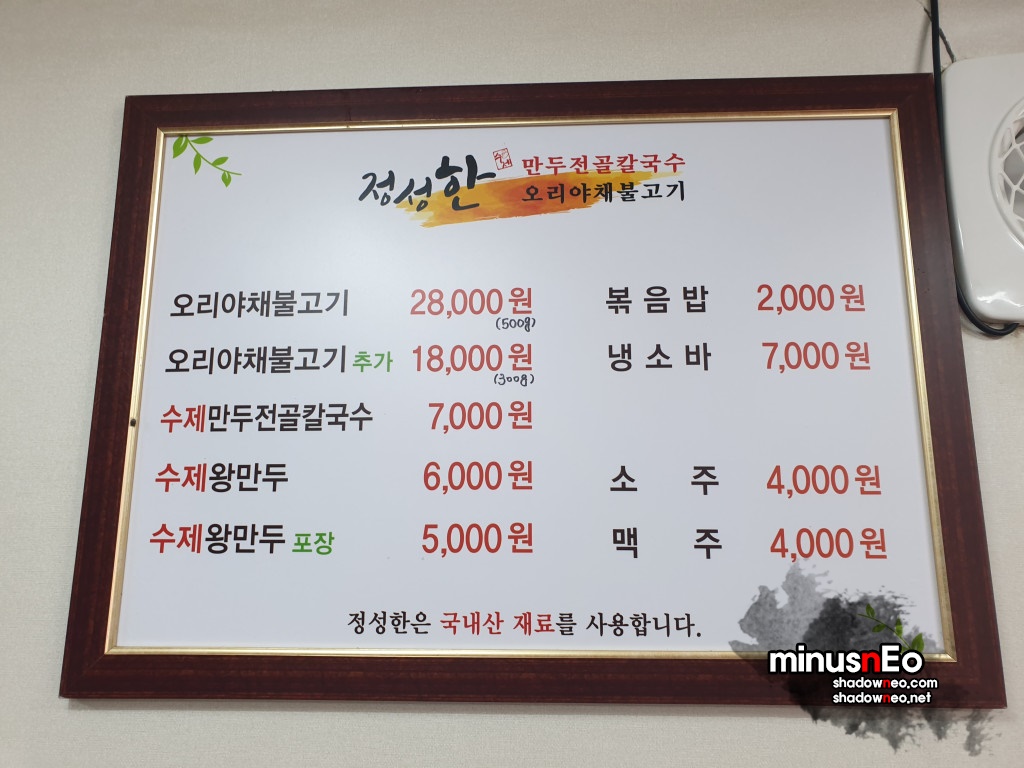 정성한 수제 만두전골칼국수
오리야채불고기
오리야채불고기 28,000원
(500g)
오리야채불고기 추가 18,000원
(300g)
수제만두전골칼국수 7,000원
수제왕만두 6,000원
수제왕만두 포장 5,000원
볶음밥 2,000원
냉소바 7,000원
소주 4,000원
맥주 4,000원
정성한은 국내산 재료를 사용합니다.
minusnEo
shadowneo.com
shadowneo.net